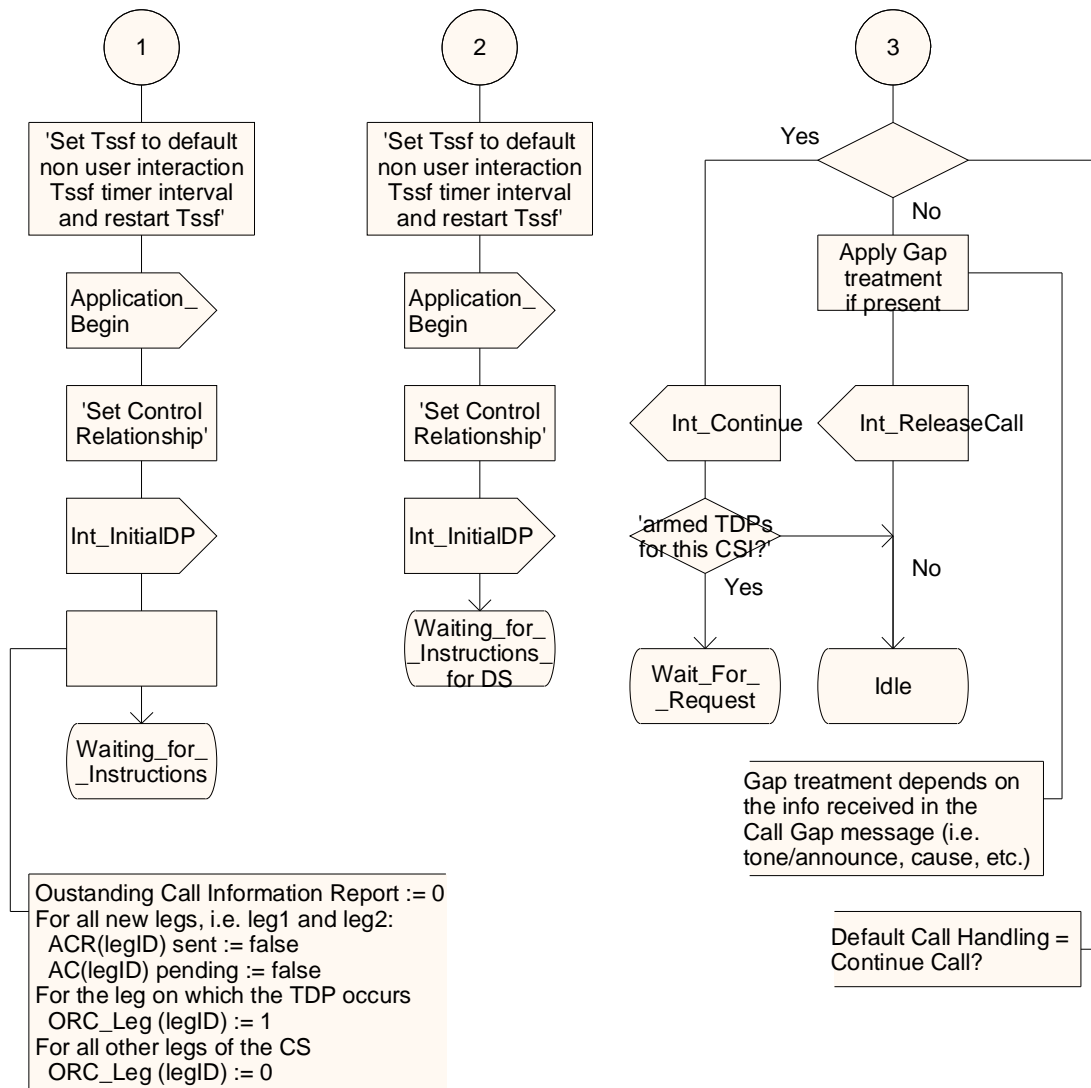 1
'Set Tssf to default
non user interaction
Tssf timer interval
and restart Tssf'
Application_
Begin
'Set Control
Relationship'
Int_InitialDP
Waiting_for_
_Instructions
Oustanding Call Information Report := 0
For all new legs, i.e. leg1 and leg2:
ACR(legID) sent := false
AC(legID) pending := false
For the leg on which the TDP occurs
ORC_Leg (legID) := 1
For all other legs of the CS
ORC_Leg (legID) := 0
2
'Set Tssf to default
non user interaction
Tssf timer interval
and restart Tssf'
Application_
Begin
'Set Control
Relationship'
Int_InitialDP
Waiting_for_
_Instructions_
for DS
3
Yes
No
Apply Gap
treatment
if present
Int_Continue
Int_ReleaseCall
'armed TDPs
for this CSI?'
No
Yes
Wait_For_
_Request
Idle
Gap treatment depends on
the info received in the
Call Gap message (i.e.
tone/announce, cause, etc.)
Default Call Handling =
Continue Call?